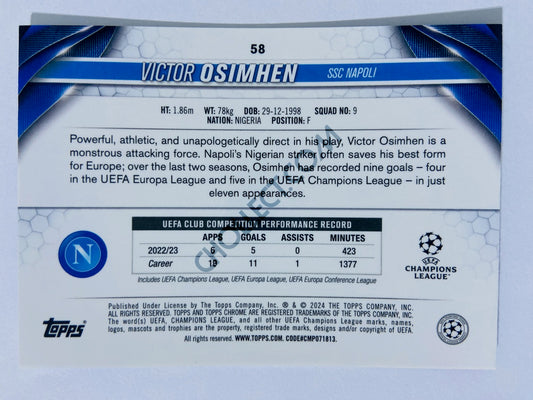 58
VICTOR OSIMHEN
SSC NAPOLI
HT: 1.86m WT: 78kg DOB: 29-12-1998 SQUAD NO: 9
NATION: NIGERIA POSITION: F
Powerful, athletic, and unapologetically direct in his play, Victor Osimhen is a
monstrous attacking force. Napoli's Nigerian striker often saves his best form
for Europe; over the last two seasons, Osimhen has recorded nine goals – four
in the UEFA Europa League and five in the UEFA Champions League – in just
eleven appearances.
UEFA CLUB COMPETITION PERFORMANCE RECORD
APPS GOALS ASSISTS MINUTES
2022/23 6 5 0 423
Career 19 11 1 1377
Includes UEFA Champions League, UEFA Europa League, UEFA Europa Conference League
N
UEFA
CHAMPIONS
LEAGUE
CHOLLECT.COM
Topps
Published Under License by The Topps Company, Inc. ® & © 2024 THE TOPPS COMPANY, INC.
ALL RIGHTS RESERVED. TOPPS AND TOPPS CHROME ARE REGISTERED TRADEMARKS OF THE TOPPS COMPANY, INC.
The word(s) UEFA, CHAMPIONS LEAGUE, and all other UEFA Champions League marks, names,
logos, mascots and trophies are the property, registered trade marks, designs and/or copyright of UEFA.
All rights reserved. WWW.TOPPS.COM. CODE#CMP071813.